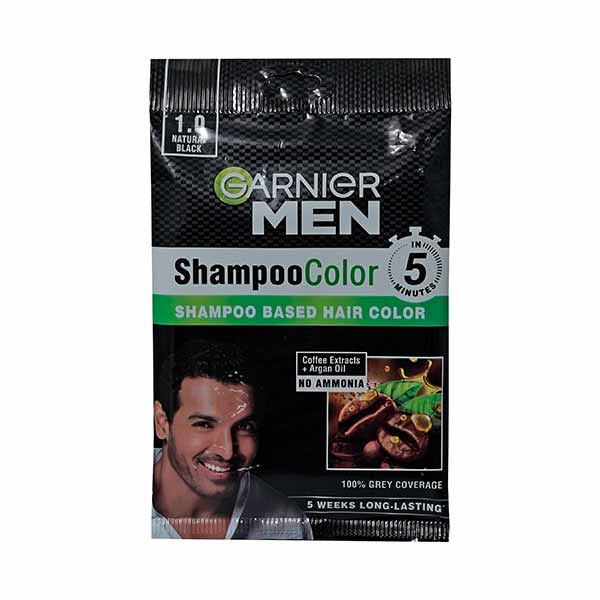 1.0
NATURAL
BLACK
GARNIER
MEN
ShampooColor
IN
5
MINUTES
SHAMPOO BASED HAIR COLOR
Coffee Extracts
+ Argan Oil
NO AMMONIA
100% GREY COVERAGE
5 WEEKS LONG-LASTING*